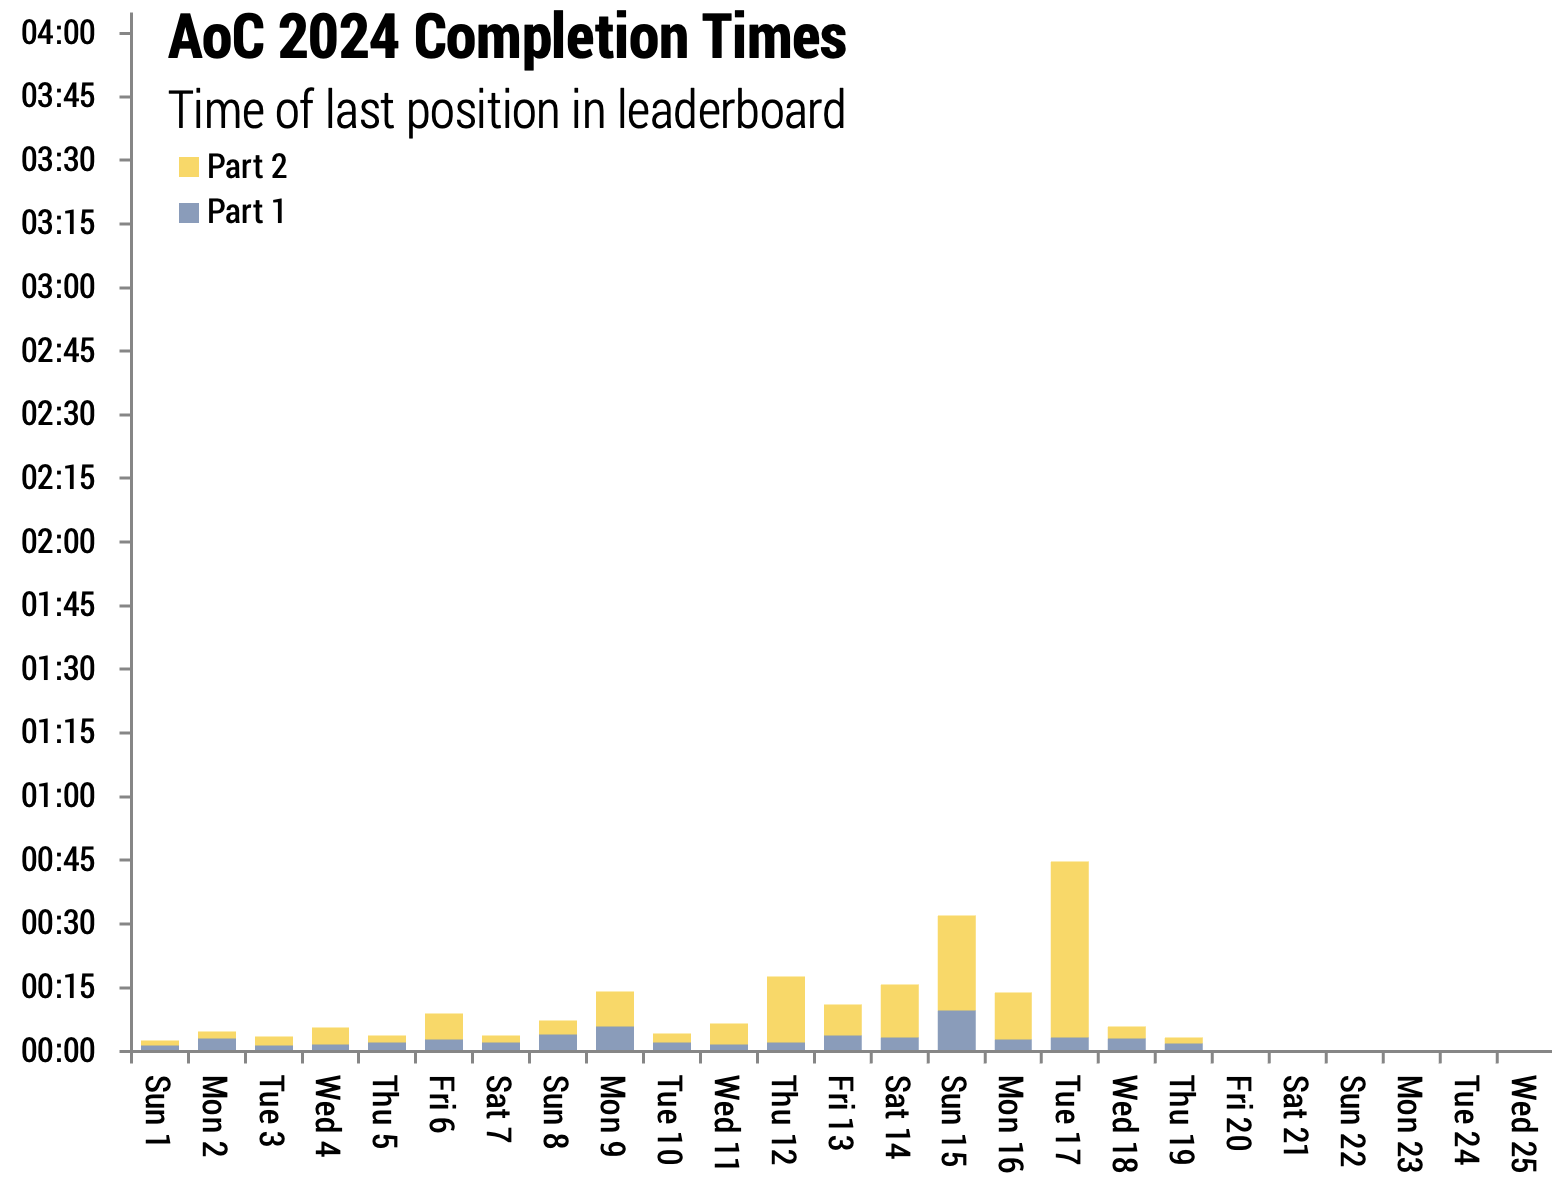 AoC 2024 Completion Times
Time of last position in leaderboard
Part 2
Part 1
04:00
03:45
03:30
03:15
03:00
02:45
02:30
02:15
02:00
01:45
01:30
01:15
01:00
00:45
00:30
00:15
00:00
Sun 1
Mon 2
Tue 3
Wed 4
Thu 5
Fri 6
Sat 7
Sun 8
Mon 9
Tue 10
Wed 11
Thu 12
Fri 13
Sat 14
Sun 15
Mon 16
Tue 17
Wed 18
Thu 19
Fri 20
Sat 21
Sun 22
Mon 23
Tue 24
Wed 25